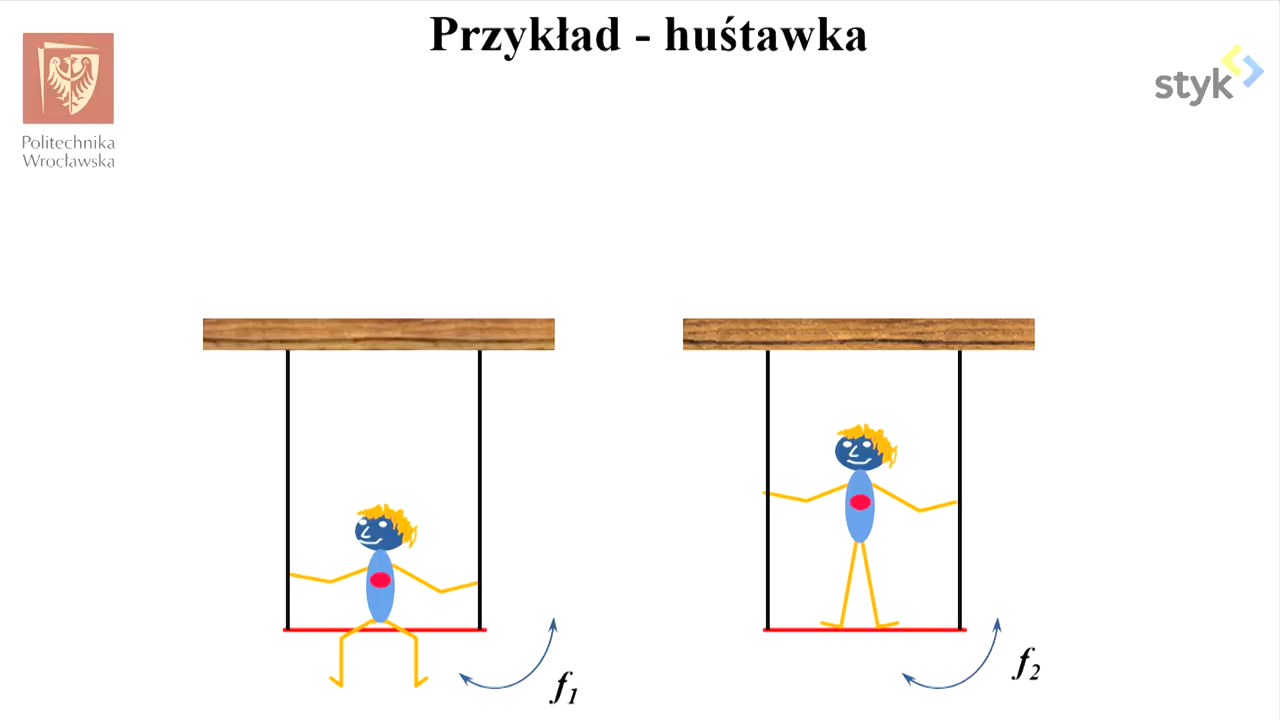 Przykład - huśtawka
Politechnika
Wrocławska
styk
f1
f2